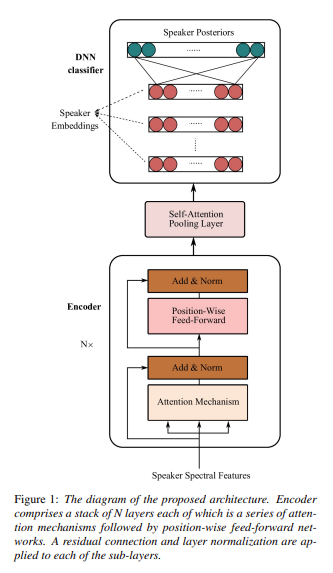 Speaker Posteriors
DNN
classifier
......
......
Speaker
Embeddings
......
......
......
Self-Attention
Pooling Layer
Add & Norm
Encoder
Position-Wise
Feed-Forward
N×
Add & Norm
Attention Mechanism
Speaker Spectral Features
Figure 1: The diagram of the proposed architecture. Encoder
comprises a stack of N layers each of which is a series of atten-
tion mechanisms followed by position-wise feed-forward net-
works. A residual connection and layer normalization are ap-
plied to each of the sub-layers.